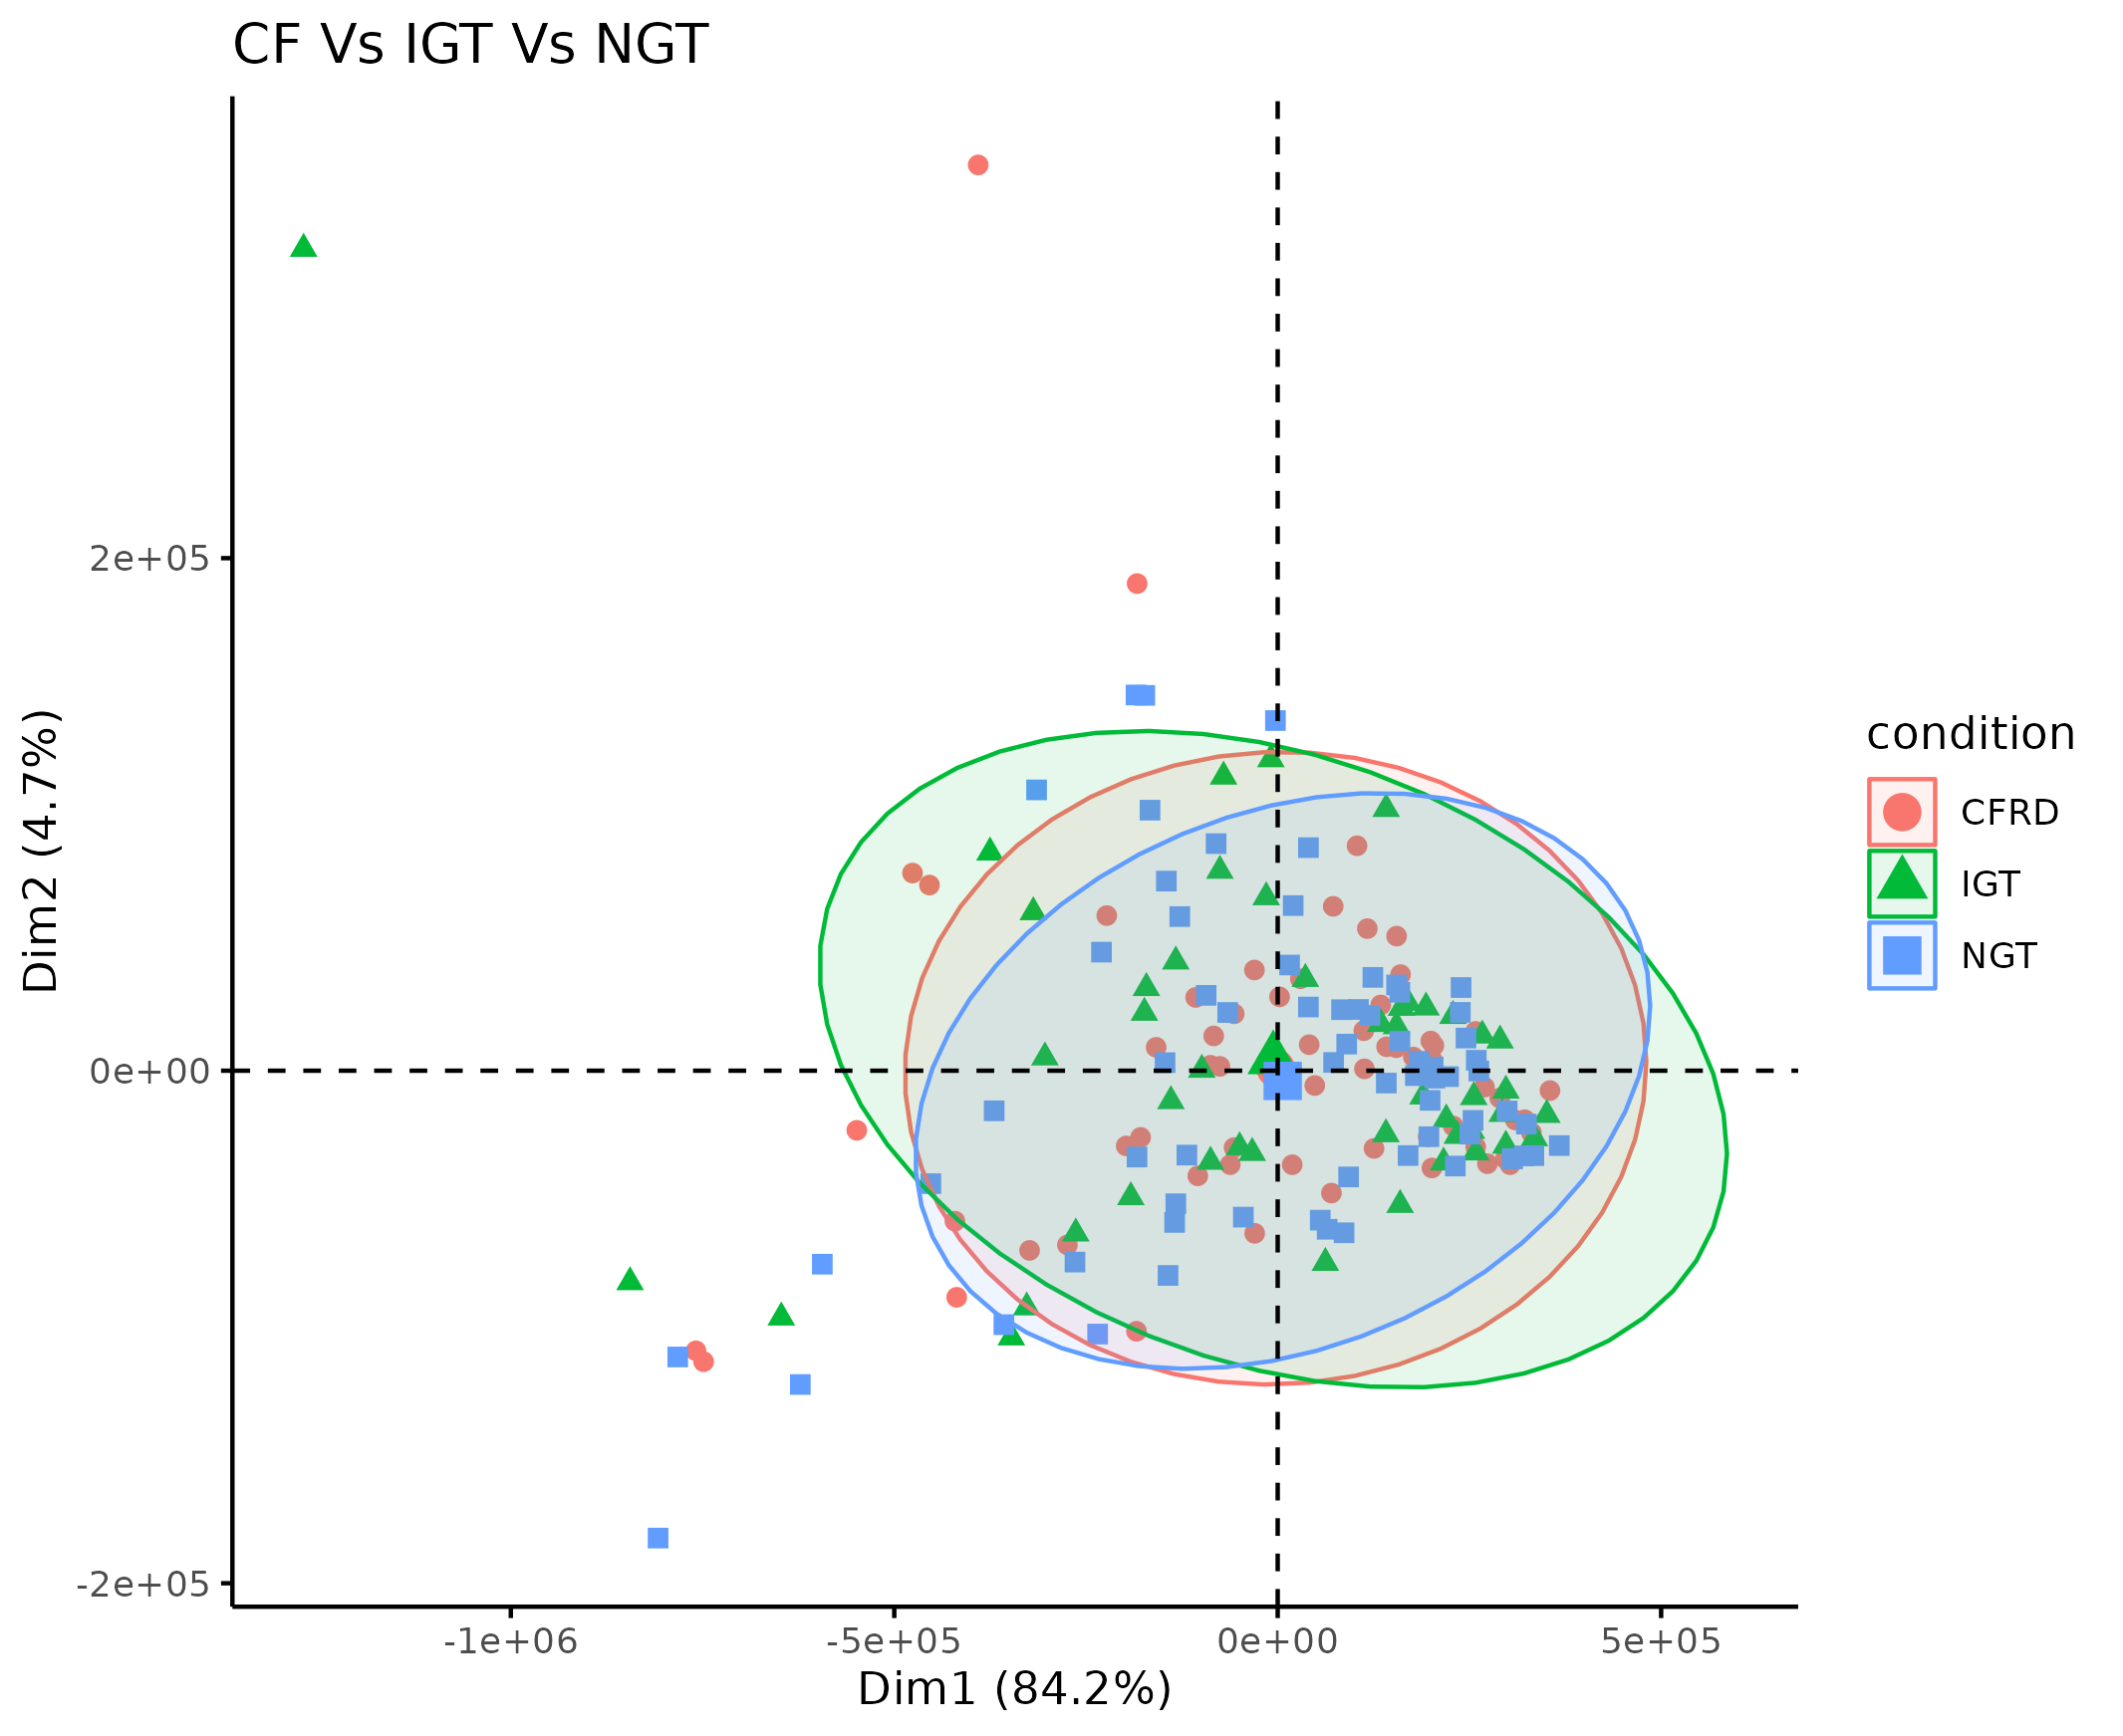 CF Vs IGT Vs NGT
Dim2 (4.7%)
2e+05
0e+00
-2e+05
-1e+06
-5e+05
0e+00
5e+05
Dim1 (84.2%)
condition
CFRD
IGT
NGT